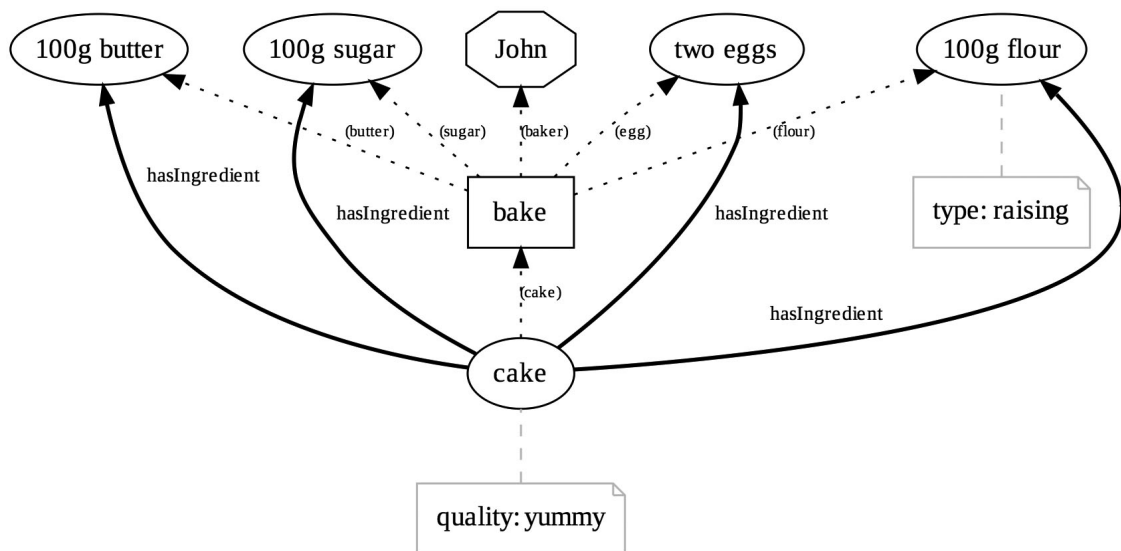 100g butter
100g sugar
John
two eggs
100g flour
(butter)
(sugar)
(baker)
(egg)
(flour)
hasIngredient
hasIngredient
bake
hasIngredient
type: raising
(cake)
hasIngredient
cake
quality: yummy